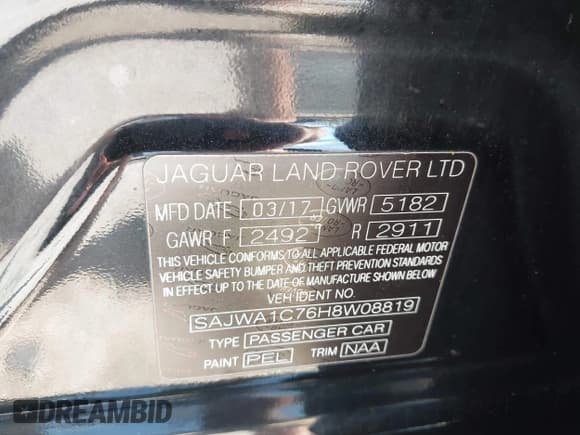 JAGUAR LAND ROVER LTD
MFD DATE 03/17 GWWR 5182
GAWR F 2492 R 2911
THIS VEHICLE CONFORMS TO ALL APPLICABLE FEDERAL MOTOR
VEHICLE SAFETY BUMPER AND THEFT PREVENTION STANDARDS
IN EFFECT UP TO THE DATE OF MANUFACTURE SHOWN BELOW
VEH IDENT NO.
SAJWA1C76H8W08819
TYPE PASSENGER CAR
PAINT PEL TRIM NAA
DREAMBID